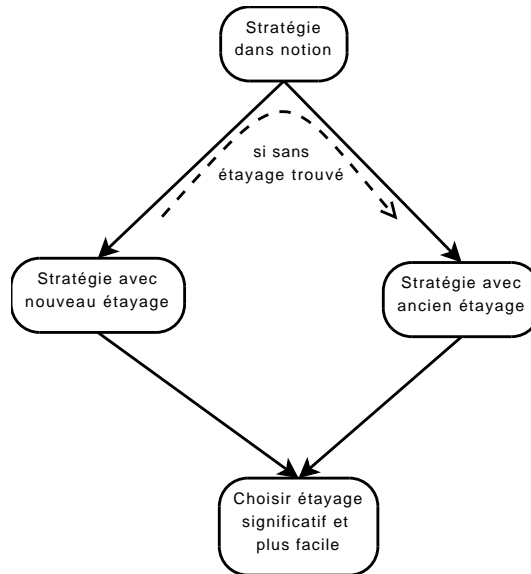 Stratégie
dans notion
si sans
étayage trouvé
Stratégie avec
nouveau étayage
Stratégie avec
ancien étayage
Choisir étayage
significatif et
plus facile